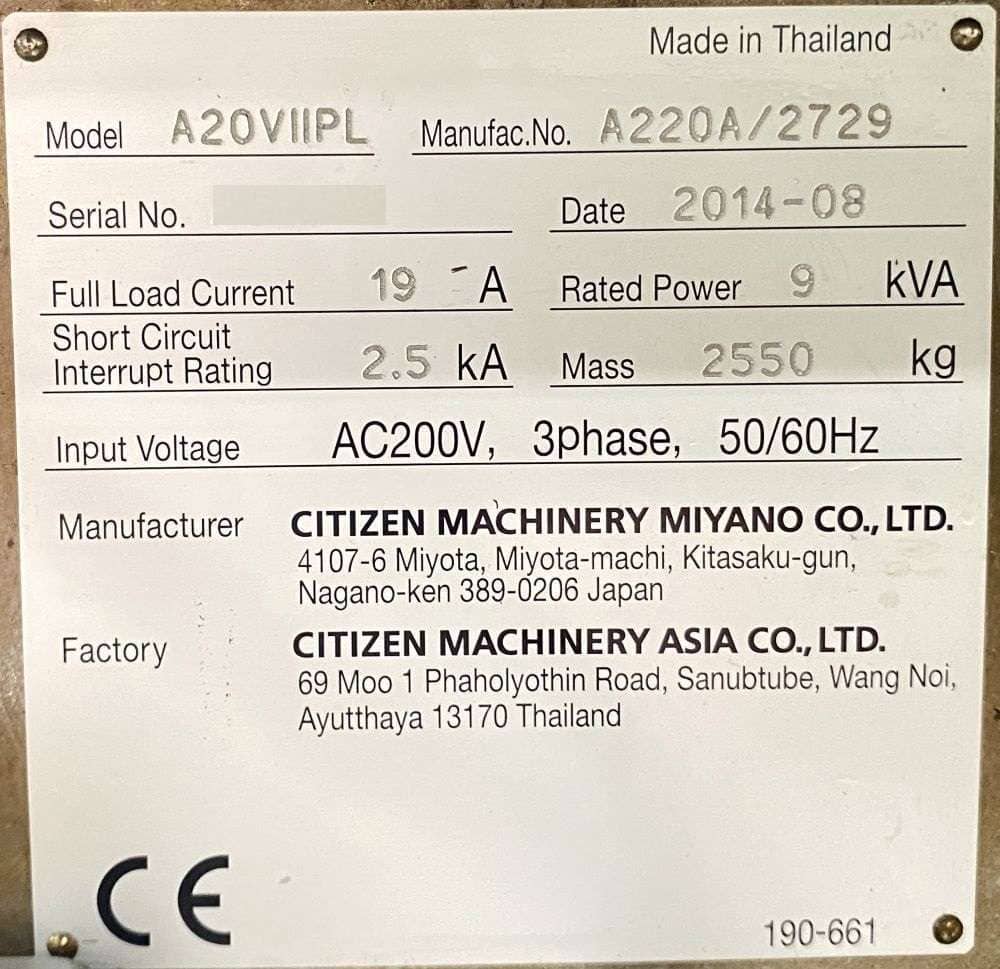 Made in Thailand
Model A20VIIPL Manufac.No. A220A/2729
Serial No. Date 2014-08
Full Load Current 19 A Rated Power 9 kVA
Short Circuit
Interrupt Rating 2.5 kA Mass 2550 kg
Input Voltage AC200V, 3phase, 50/60Hz
Manufacturer CITIZEN MACHINERY MIYANO CO., LTD.
4107-6 Miyota, Miyota-machi, Kitasaku-gun,
Nagano-ken 389-0206 Japan
Factory CITIZEN MACHINERY ASIA CO., LTD.
69 Moo 1 Phaholyothin Road, Sanubtube, Wang Noi,
Ayutthaya 13170 Thailand
CE
190-661